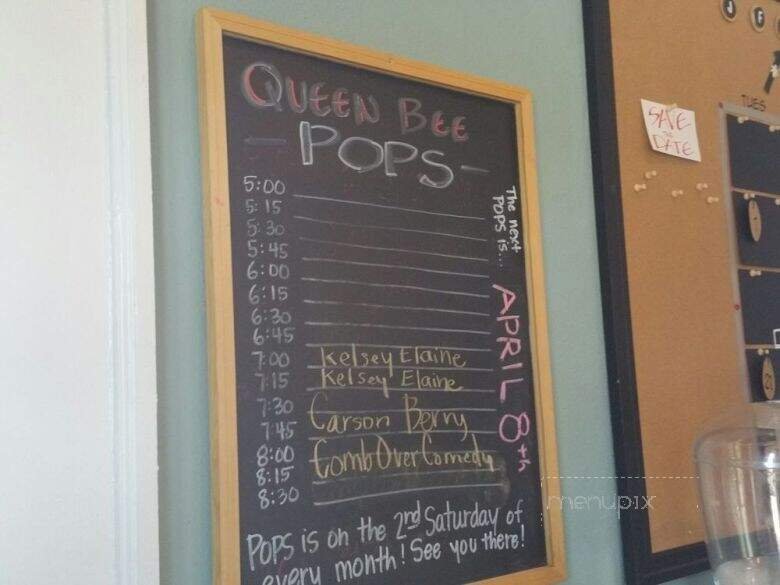 QUEEN BEE
- POPS -
5:00
5:15
5:30
5:45
6:00
6:15
6:30
6:45
7:00 Kelsey Elaine
7:15 Kelsey Elaine
7:30 Carson Berry
7:45
8:00 CombOverComedy
8:15
8:30
The next
POPS is...
APRIL 8th
POPS is on the 2nd Saturday of
every month! See you there!
SAVE
THE
DATE
J F
TUES
menupix